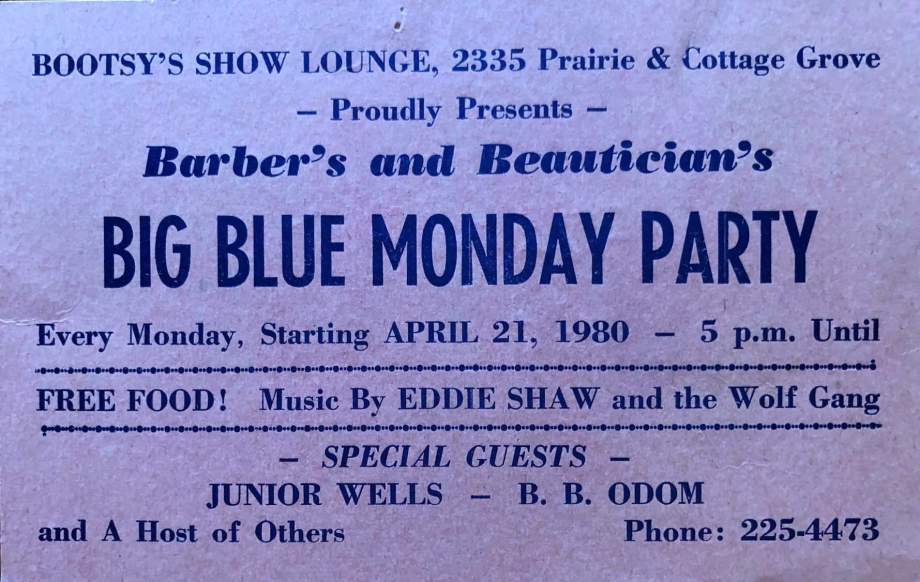 BOOTSY'S SHOW LOUNGE, 2335 Prairie & Cottage Grove
– Proudly Presents –
Barber's and Beautician's
BIG BLUE MONDAY PARTY
Every Monday, Starting APRIL 21, 1980 – 5 p.m. Until
FREE FOOD! Music By EDDIE SHAW and the Wolf Gang
– SPECIAL GUESTS –
JUNIOR WELLS – B. B. ODOM
and A Host of Others Phone: 225-4473